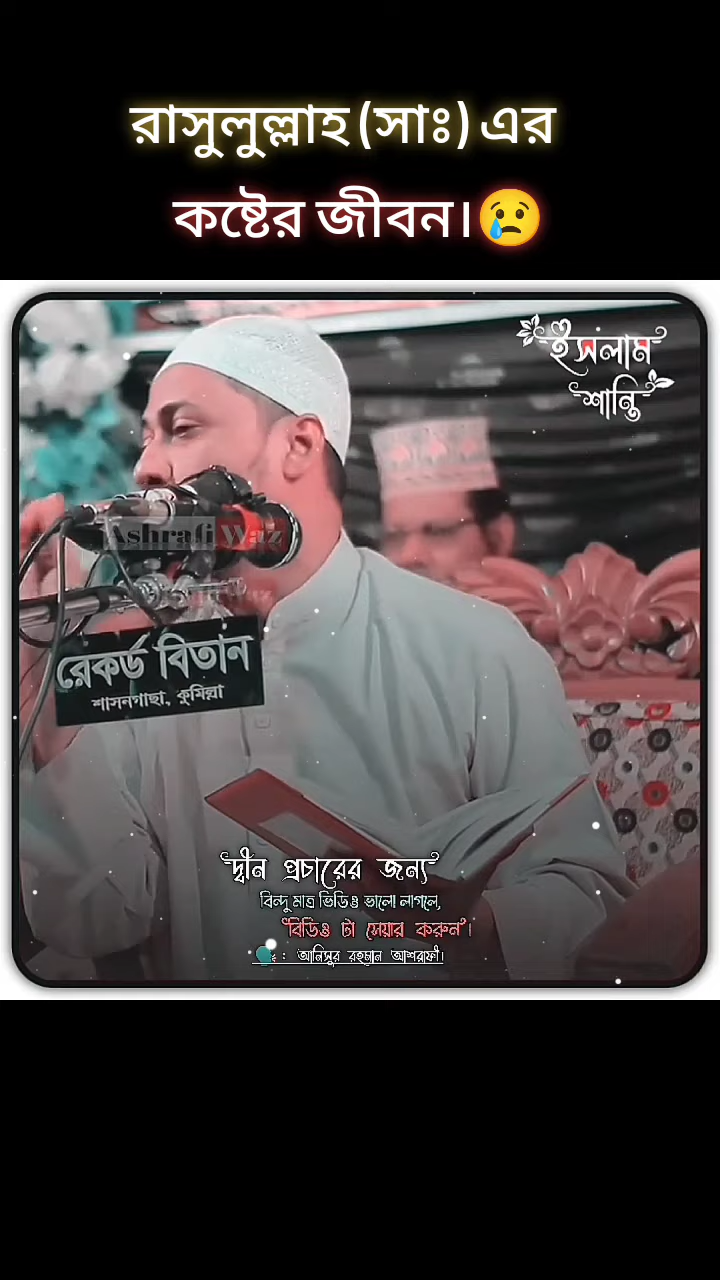 রাসুলুল্লাহ (সাঃ) এর
কষ্টের জীবন।😢
ইসলাম
শান্তি
Ashrafi Waz
রেকর্ড বিতান
শাসনগাছা, কুমিল্লা
দ্বীন প্রচারের জন্য
বিন্দু মাত্র ভিডিও ভালো লাগলে,
ভিডিও টা সেয়ার করুন।
আনিসুর রহমান আশরাফী।